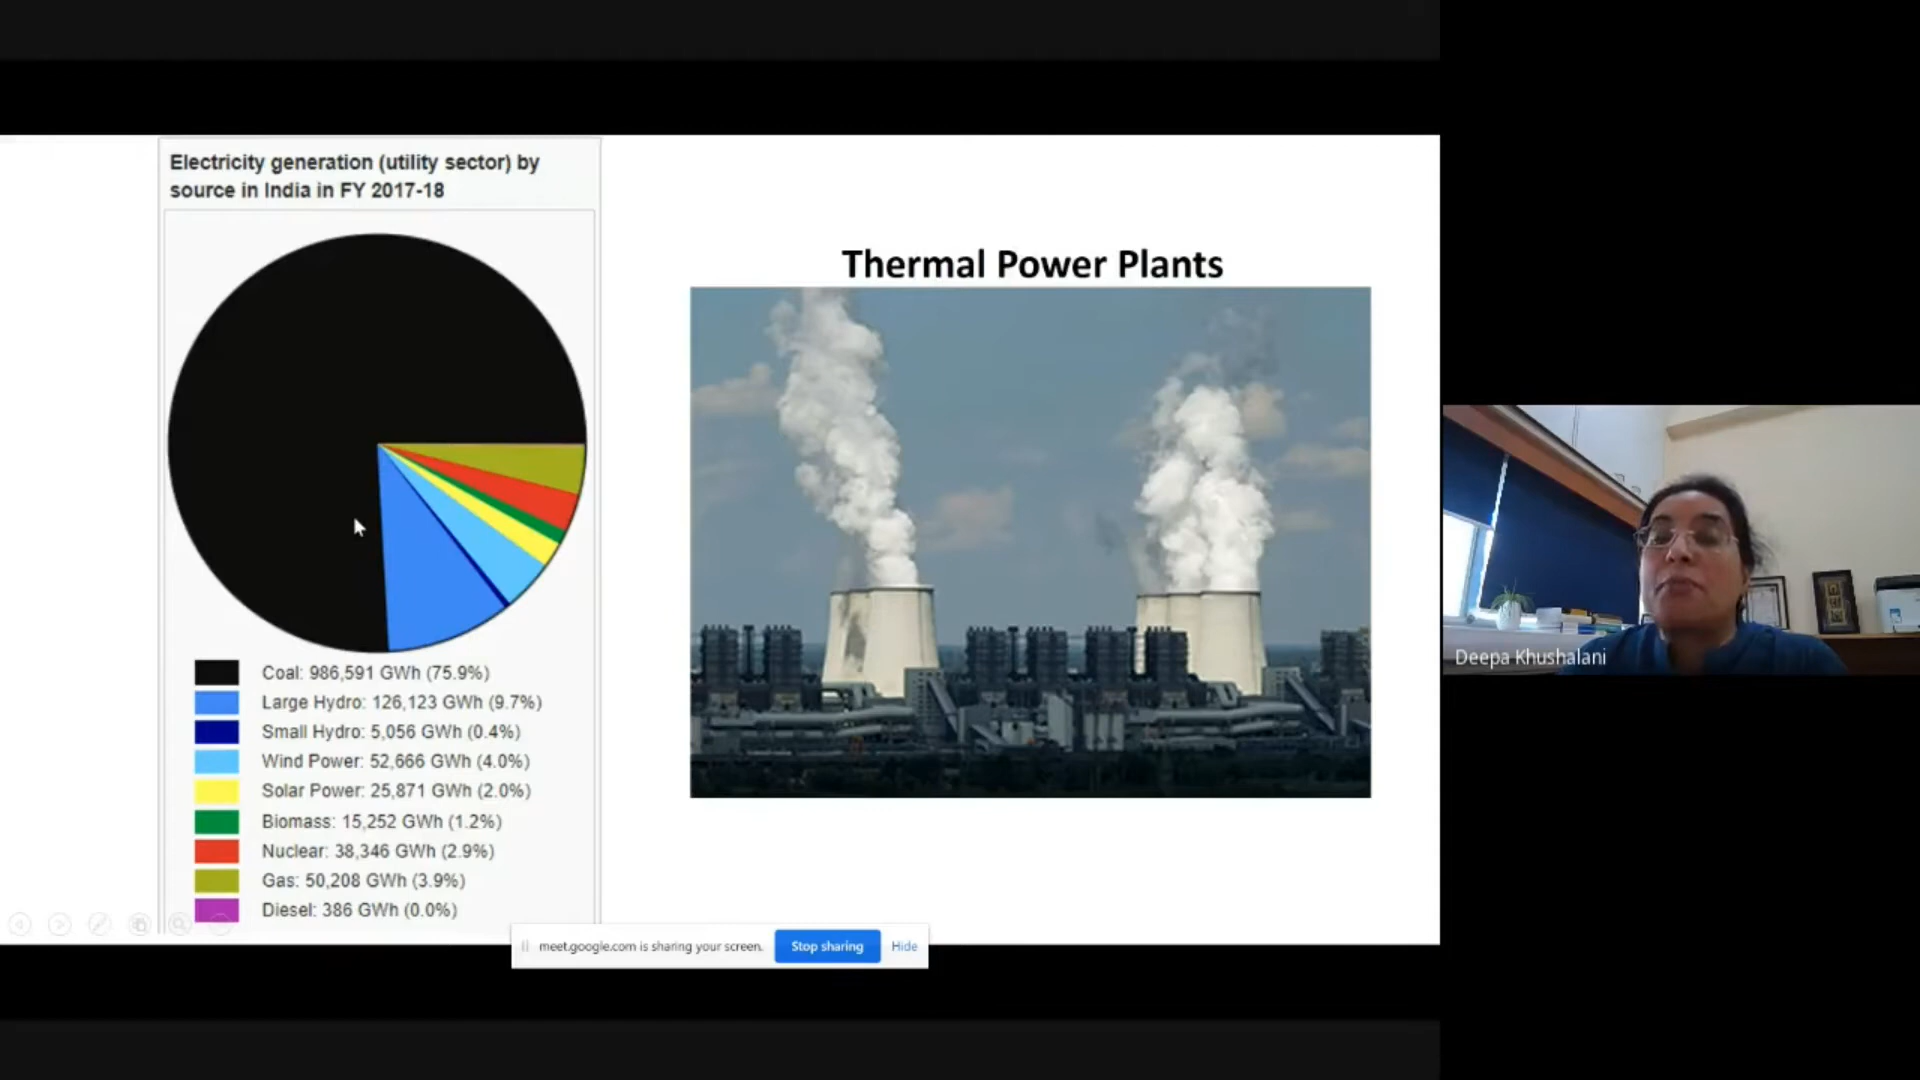 Electricity generation (utility sector) by
source in India in FY 2017-18
Coal: 986,591 GWh (75.9%)
Large Hydro: 126,123 GWh (9.7%)
Small Hydro: 5,056 GWh (0.4%)
Wind Power: 52,666 GWh (4.0%)
Solar Power: 25,871 GWh (2.0%)
Biomass: 15,252 GWh (1.2%)
Nuclear: 38,346 GWh (2.9%)
Gas: 50,208 GWh (3.9%)
Diesel: 386 GWh (0.0%)
Thermal Power Plants
Deepa Khushalani
meet.google.com is sharing your screen.
Stop sharing
Hide